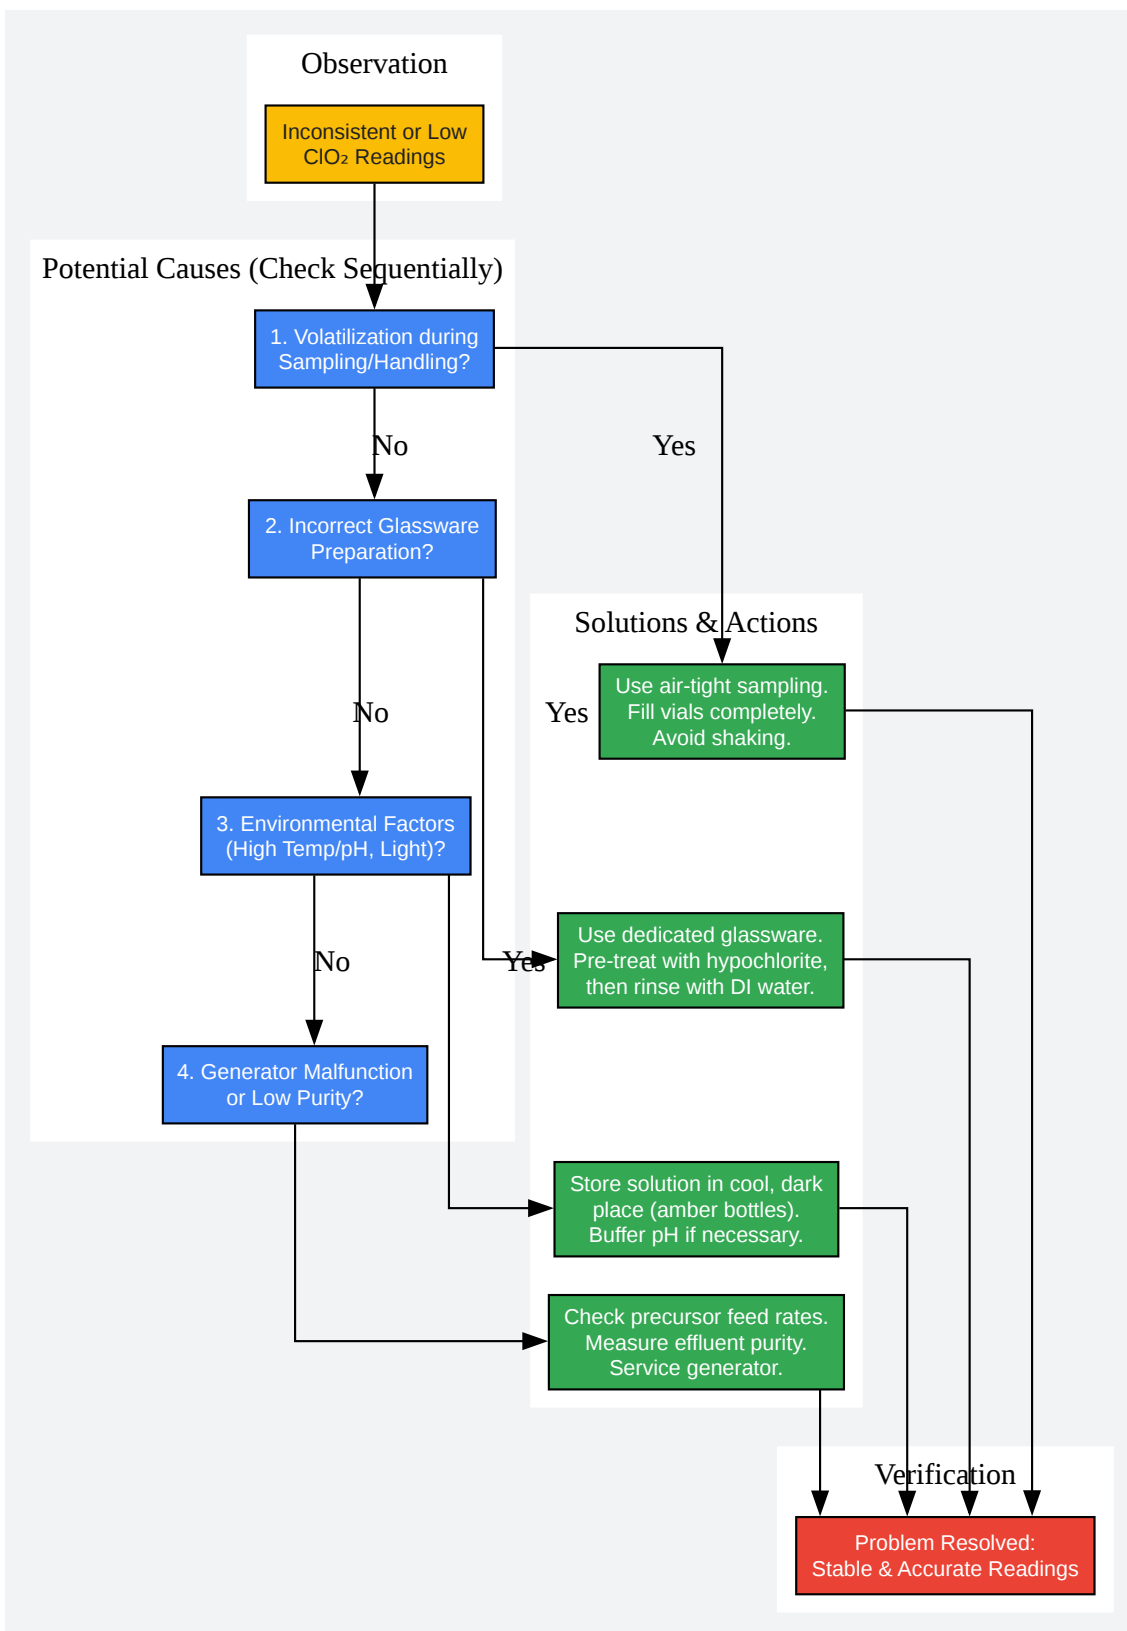 Observation
Inconsistent or Low
ClO₂ Readings
Potential Causes (Check Sequentially)
1. Volatilization during
Sampling/Handling?
No
Yes
2. Incorrect Glassware
Preparation?
Solutions & Actions
Use air-tight sampling.
Fill vials completely.
Avoid shaking.
No
Yes
3. Environmental Factors
(High Temp/pH, Light)?
Use dedicated glassware.
Pre-treat with hypochlorite,
then rinse with DI water.
No
Yes
4. Generator Malfunction
or Low Purity?
Store solution in cool, dark
place (amber bottles).
Buffer pH if necessary.
Check precursor feed rates.
Measure effluent purity.
Service generator.
Verification
Problem Resolved:
Stable & Accurate Readings